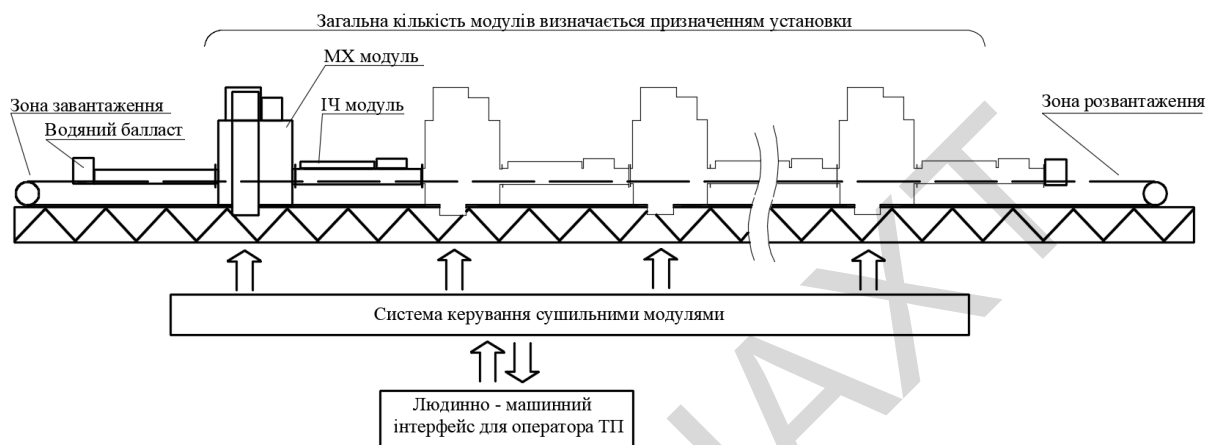 Загальна кількість модулів визначається призначенням установки
МХ модуль
Зона завантаження
ІЧ модуль
Зона розвантаження
Водяний балласт
Система керування сушильними модулями
Людинно - машинний
інтерфейс для оператора ТП
НАХТ